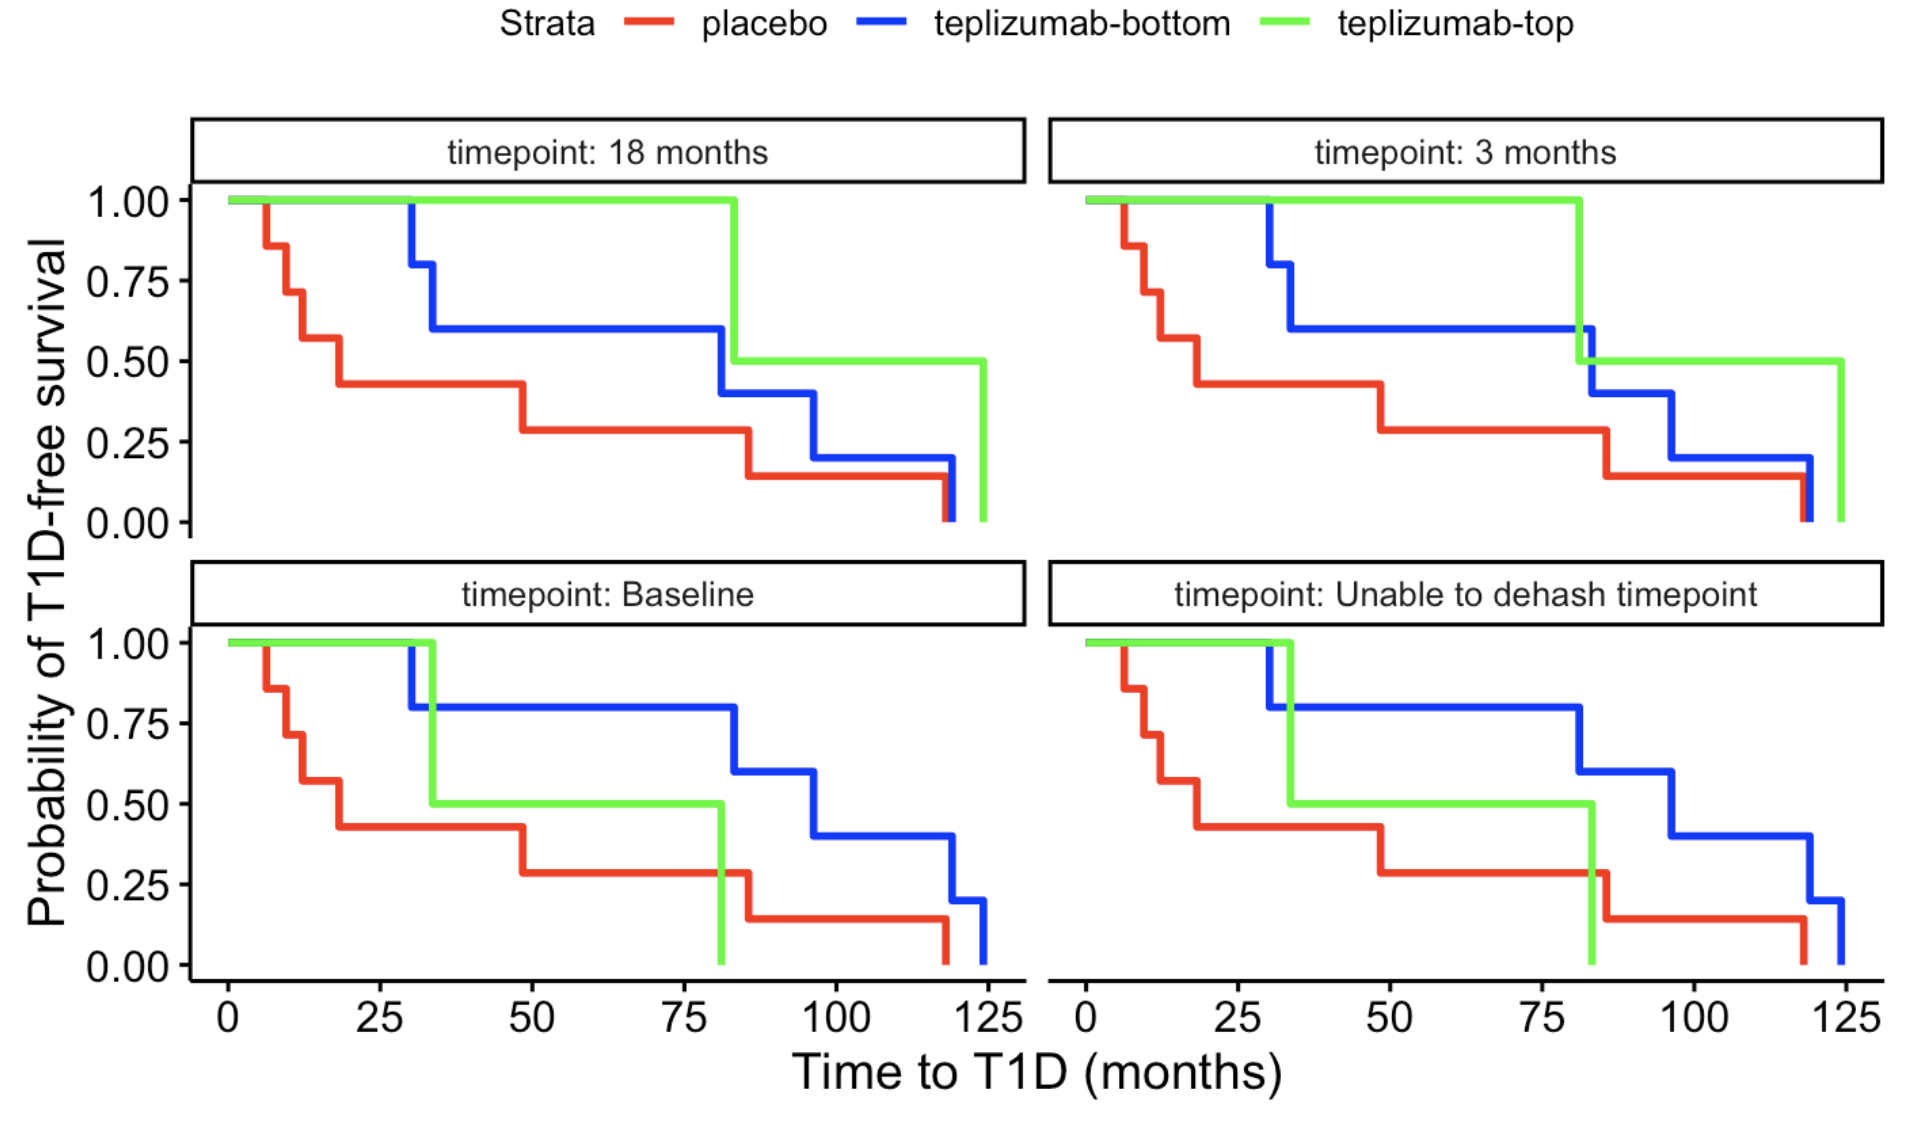 Strata placebo teplizumab-bottom teplizumab-top
timepoint: 18 months
timepoint: 3 months
1.00
0.75
0.50
0.25
0.00
timepoint: Baseline
timepoint: Unable to dehash timepoint
1.00
0.75
0.50
0.25
0.00
Probability of T1D-free survival
0 25 50 75 100 125
0 25 50 75 100 125
Time to T1D (months)